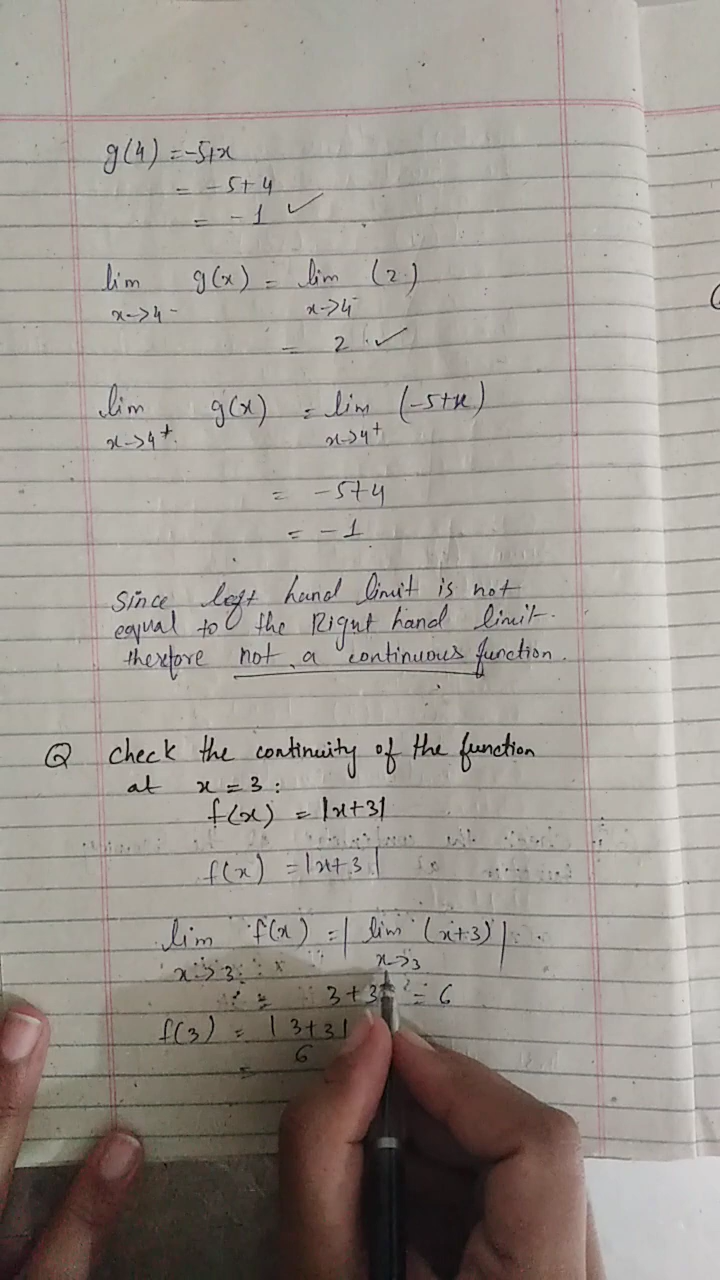 g(4) = -5+x
= -5+4
= -1 ✓
lim g(x) = lim (2)
x→4- x→4-
= 2 ✓
lim g(x) = lim (-5+x)
x→4+ x→4+
= -5+4
= -1
Since left hand limit is not
equal to the Right hand limit.
therefore not a continuous function.
Q check the continuity of the function
at x = 3 :
f(x) = |x+3|
f(x) = |x+3|
lim f(x) = | lim (x+3) |
x→3 x→3
= 3+3 = 6
f(3) = |3+3|
= 6